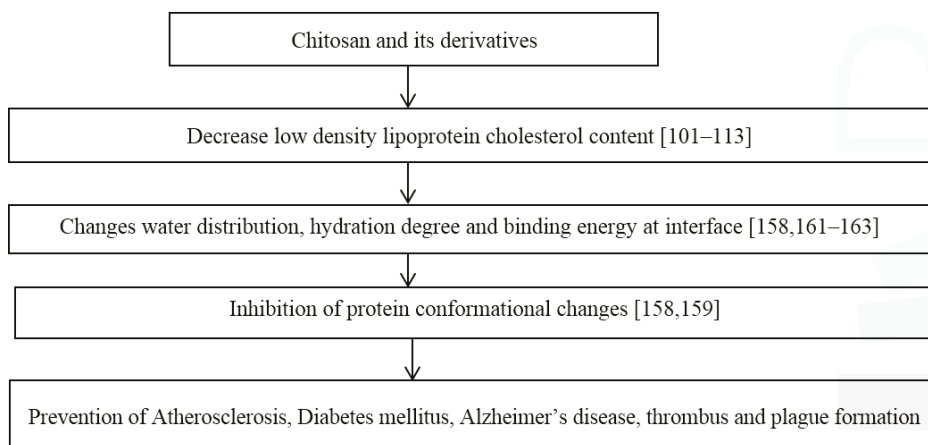 Chitosan and its derivatives
Decrease low density lipoprotein cholesterol content [101–113]
Changes water distribution, hydration degree and binding energy at interface [158,161–163]
Inhibition of protein conformational changes [158,159]
Prevention of Atherosclerosis, Diabetes mellitus, Alzheimer’s disease, thrombus and plague formation